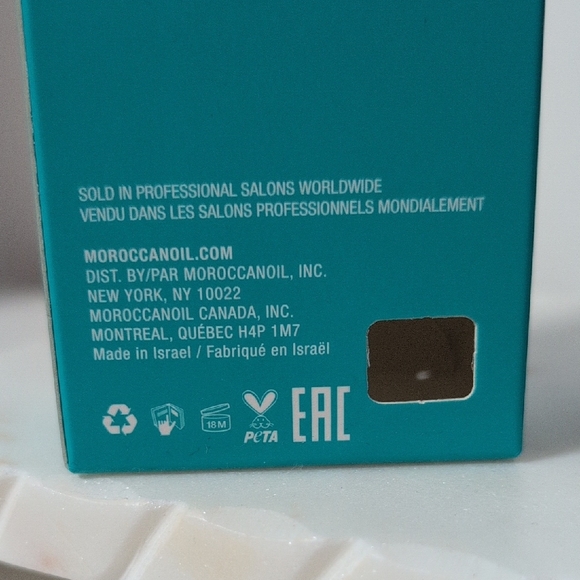 SOLD IN PROFESSIONAL SALONS WORLDWIDE
VENDU DANS LES SALONS PROFESSIONNELS MONDIALEMENT
MOROCCANOIL.COM
DIST. BY/PAR MOROCCANOIL, INC.
NEW YORK, NY 10022
MOROCCANOIL CANADA, INC.
MONTREAL, QUÉBEC H4P 1M7
Made in Israel / Fabriqué en Israël
18 M PeTA EAC